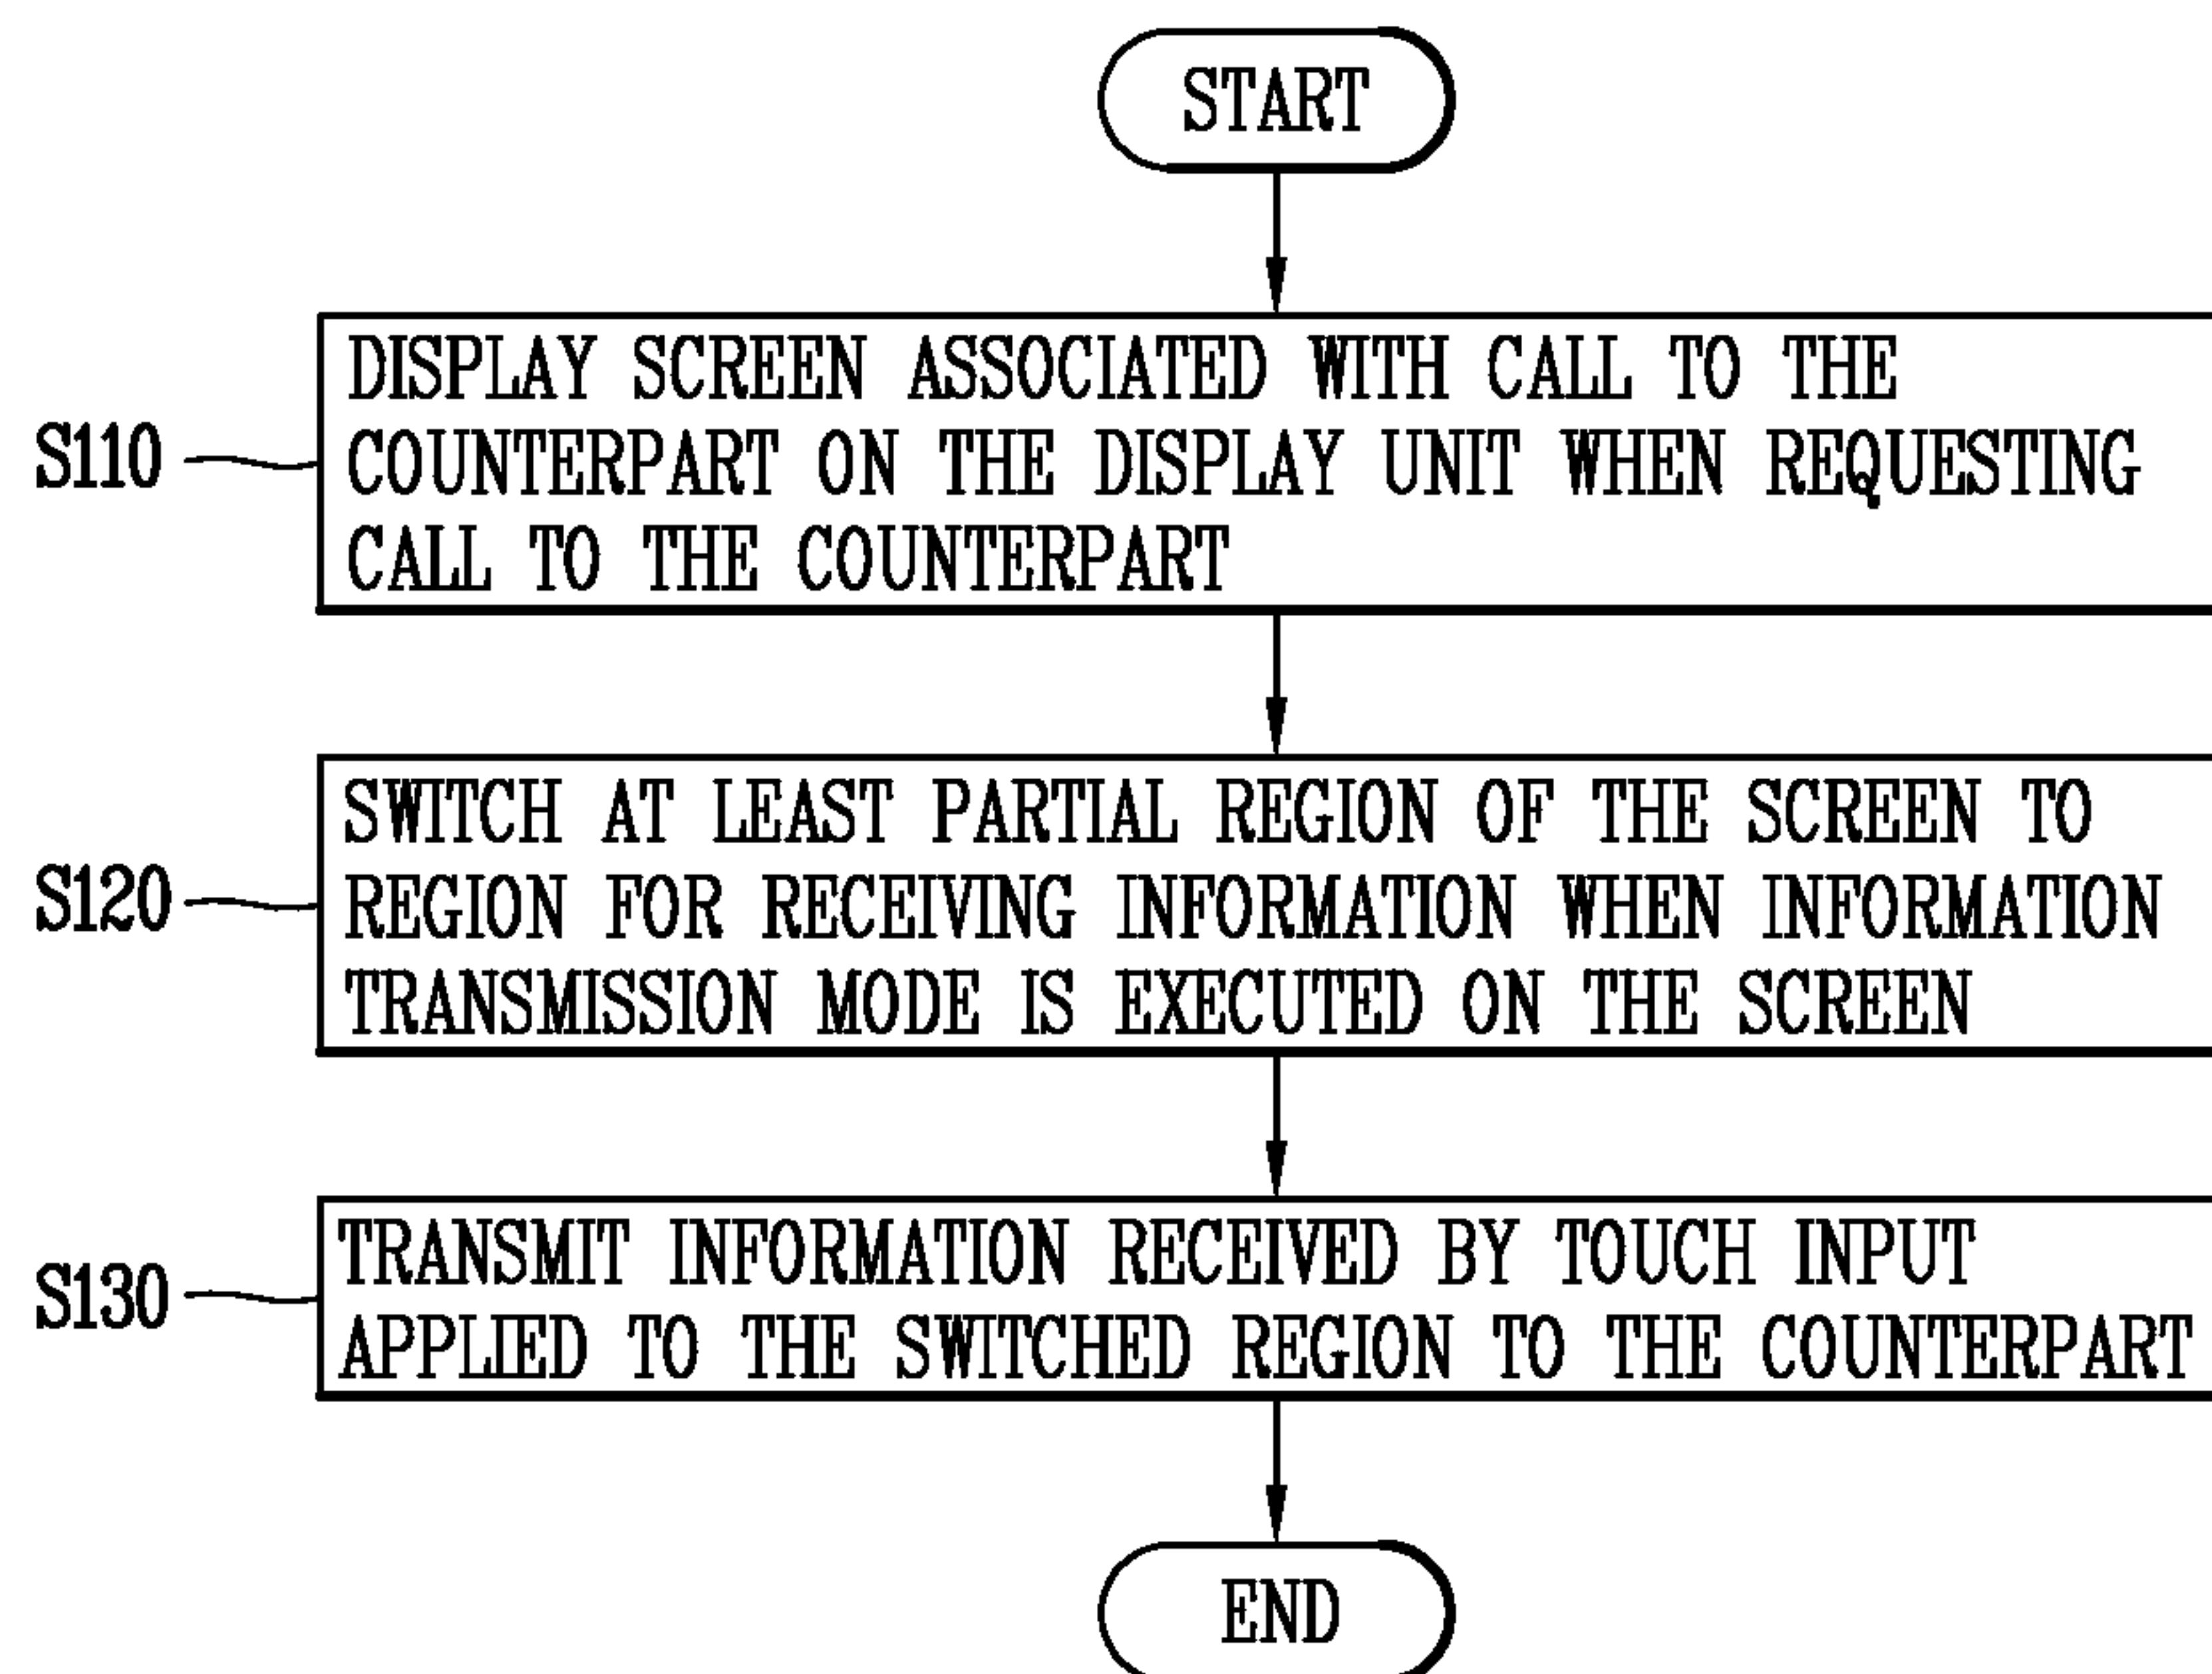 START
S110
DISPLAY SCREEN ASSOCIATED WITH CALL TO THE
COUNTERPART ON THE DISPLAY UNIT WHEN REQUESTING
CALL TO THE COUNTERPART
S120
SWITCH AT LEAST PARTIAL REGION OF THE SCREEN TO
REGION FOR RECEIVING INFORMATION WHEN INFORMATION
TRANSMISSION MODE IS EXECUTED ON THE SCREEN
S130
TRANSMIT INFORMATION RECEIVED BY TOUCH INPUT
APPLIED TO THE SWITCHED REGION TO THE COUNTERPART
END